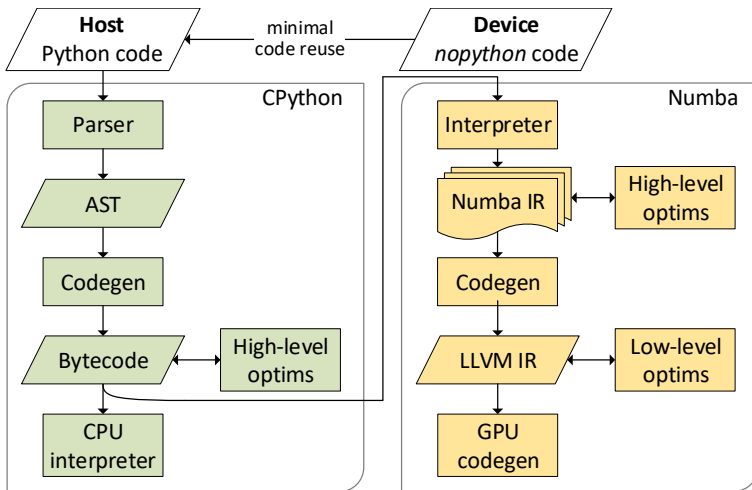 Host
Python code
minimal
code reuse
Device
nopython code
CPython
Parser
AST
Codegen
Bytecode
High-level
optims
CPU
interpreter
Numba
Interpreter
Numba IR
High-level
optims
Codegen
LLVM IR
Low-level
optims
GPU
codegen